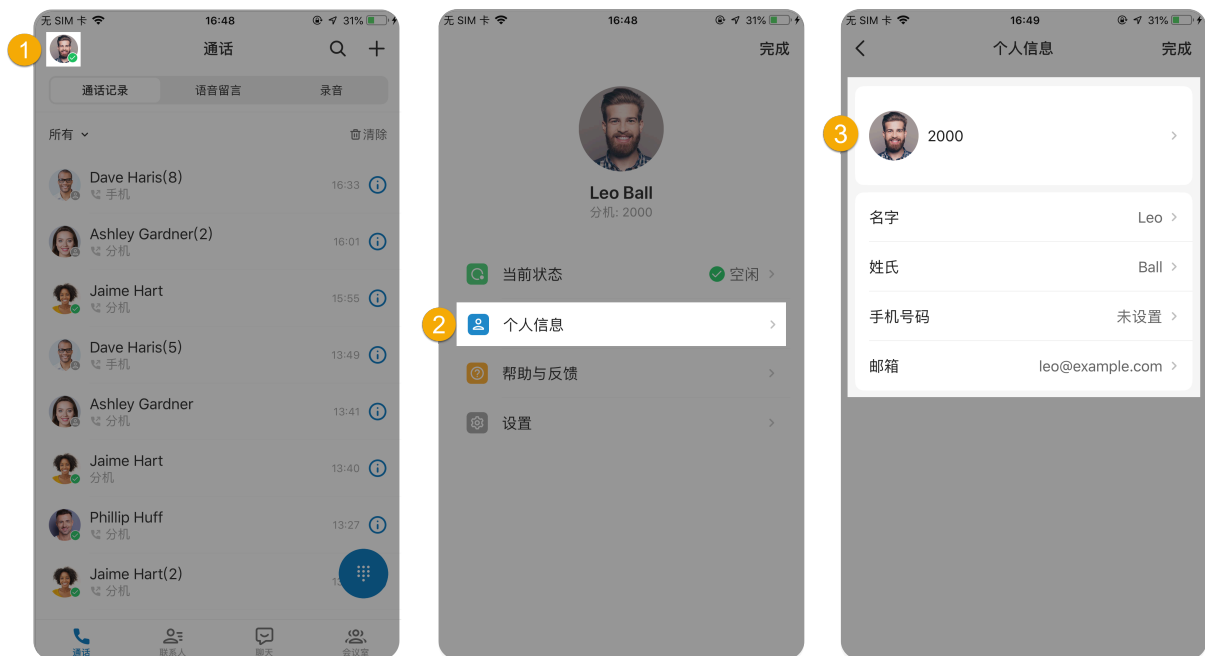 无 SIM 卡 16:48 31%
1
通话
通话记录 语音留言 录音
所有 清除
Dave Haris(8)
手机 16:33
Ashley Gardner(2)
分机 16:01
Jaime Hart
分机 15:55
Dave Haris(5)
手机 13:49
Ashley Gardner
分机 13:41
Jaime Hart
分机 13:40
Phillip Huff
分机 13:27
Jaime Hart(2)
分机
通话 联系人 聊天 会议室
无 SIM 卡 16:48 31%
完成
Leo Ball
分机: 2000
当前状态 空闲
2 个人信息
帮助与反馈
设置
无 SIM 卡 16:49 31%
个人信息 完成
3 2000
名字 Leo
姓氏 Ball
手机号码 未设置
邮箱 leo@example.com